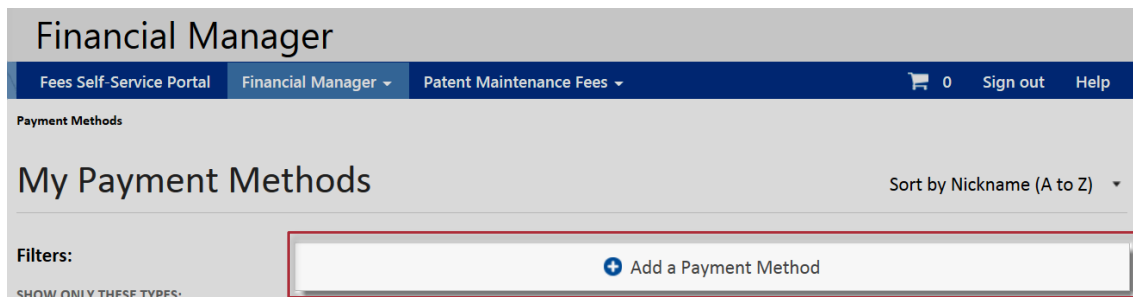 Financial Manager
Fees Self-Service Portal Financial Manager Patent Maintenance Fees 0 Sign out Help
Payment Methods
My Payment Methods Sort by Nickname (A to Z)
Filters: Add a Payment Method
SHOW ONLY THESE TYPES: